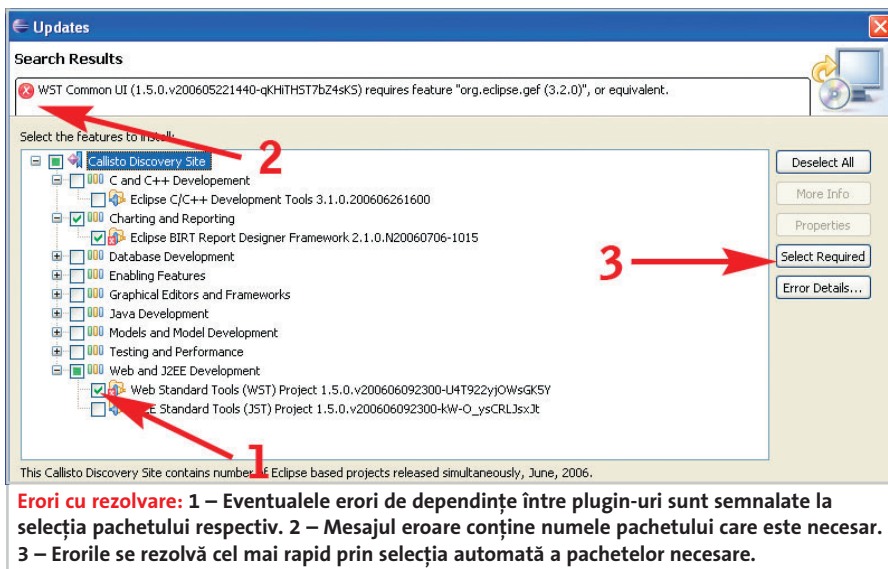 Updates
Search Results
WST Common UI (1.5.0.v200605221440-qKHiTHST7bZ4sKS) requires feature "org.eclipse.gef (3.2.0)", or equivalent.
Select the features to install:
2
Callisto Discovery Site
C and C++ Developement
Eclipse C/C++ Development Tools 3.1.0.200606261600
Charting and Reporting
Eclipse BIRT Report Designer Framework 2.1.0.N20060706-1015
Database Development
Enabling Features
Graphical Editors and Frameworks
Java Development
Models and Model Development
Testing and Performance
Web and J2EE Development
Web Standard Tools (WST) Project 1.5.0.v200606092300-U4T922yjOWsGK5Y
Standard Tools (JST) Project 1.5.0.v200606092300-kW-O_ysCRLJsxJt
Deselect All
More Info
Properties
3
Select Required
Error Details...
1
This Callisto Discovery Site contains number of Eclipse based projects released simultaneously, June, 2006.
Erori cu rezolvare: 1 – Eventualele erori de dependințe între plugin-uri sunt semnalate la
selecția pachetului respectiv. 2 – Mesajul eroare conține numele pachetului care este necesar.
3 – Erorile se rezolvă cel mai rapid prin selecția automată a pachetelor necesare.